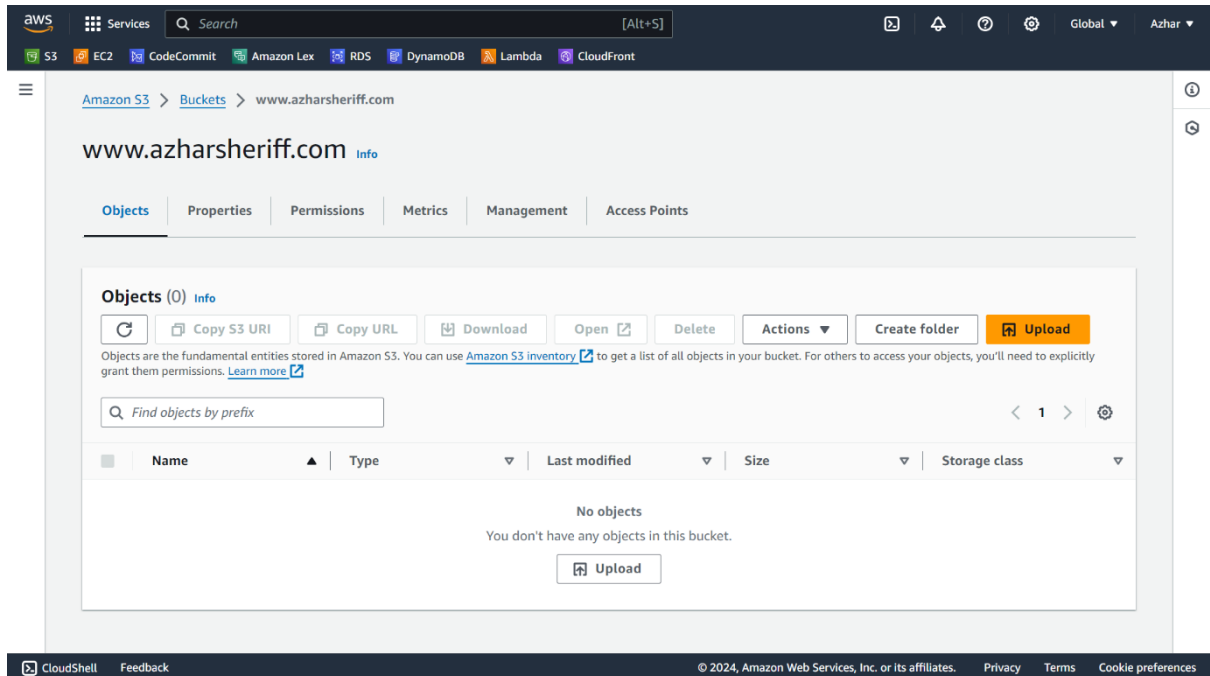 aws Services Search [Alt+S] Global Azhar
S3 EC2 CodeCommit Amazon Lex RDS DynamoDB Lambda CloudFront
Amazon S3 > Buckets > www.azharsheriff.com
www.azharsheriff.com Info
Objects Properties Permissions Metrics Management Access Points
Objects (0) Info
Copy S3 URI Copy URL Download Open Delete Actions Create folder Upload
Objects are the fundamental entities stored in Amazon S3. You can use Amazon S3 inventory to get a list of all objects in your bucket. For others to access your objects, you'll need to explicitly
grant them permissions. Learn more
Find objects by prefix < 1 >
Name Type Last modified Size Storage class
No objects
You don't have any objects in this bucket.
Upload
CloudShell Feedback © 2024, Amazon Web Services, Inc. or its affiliates. Privacy Terms Cookie preferences